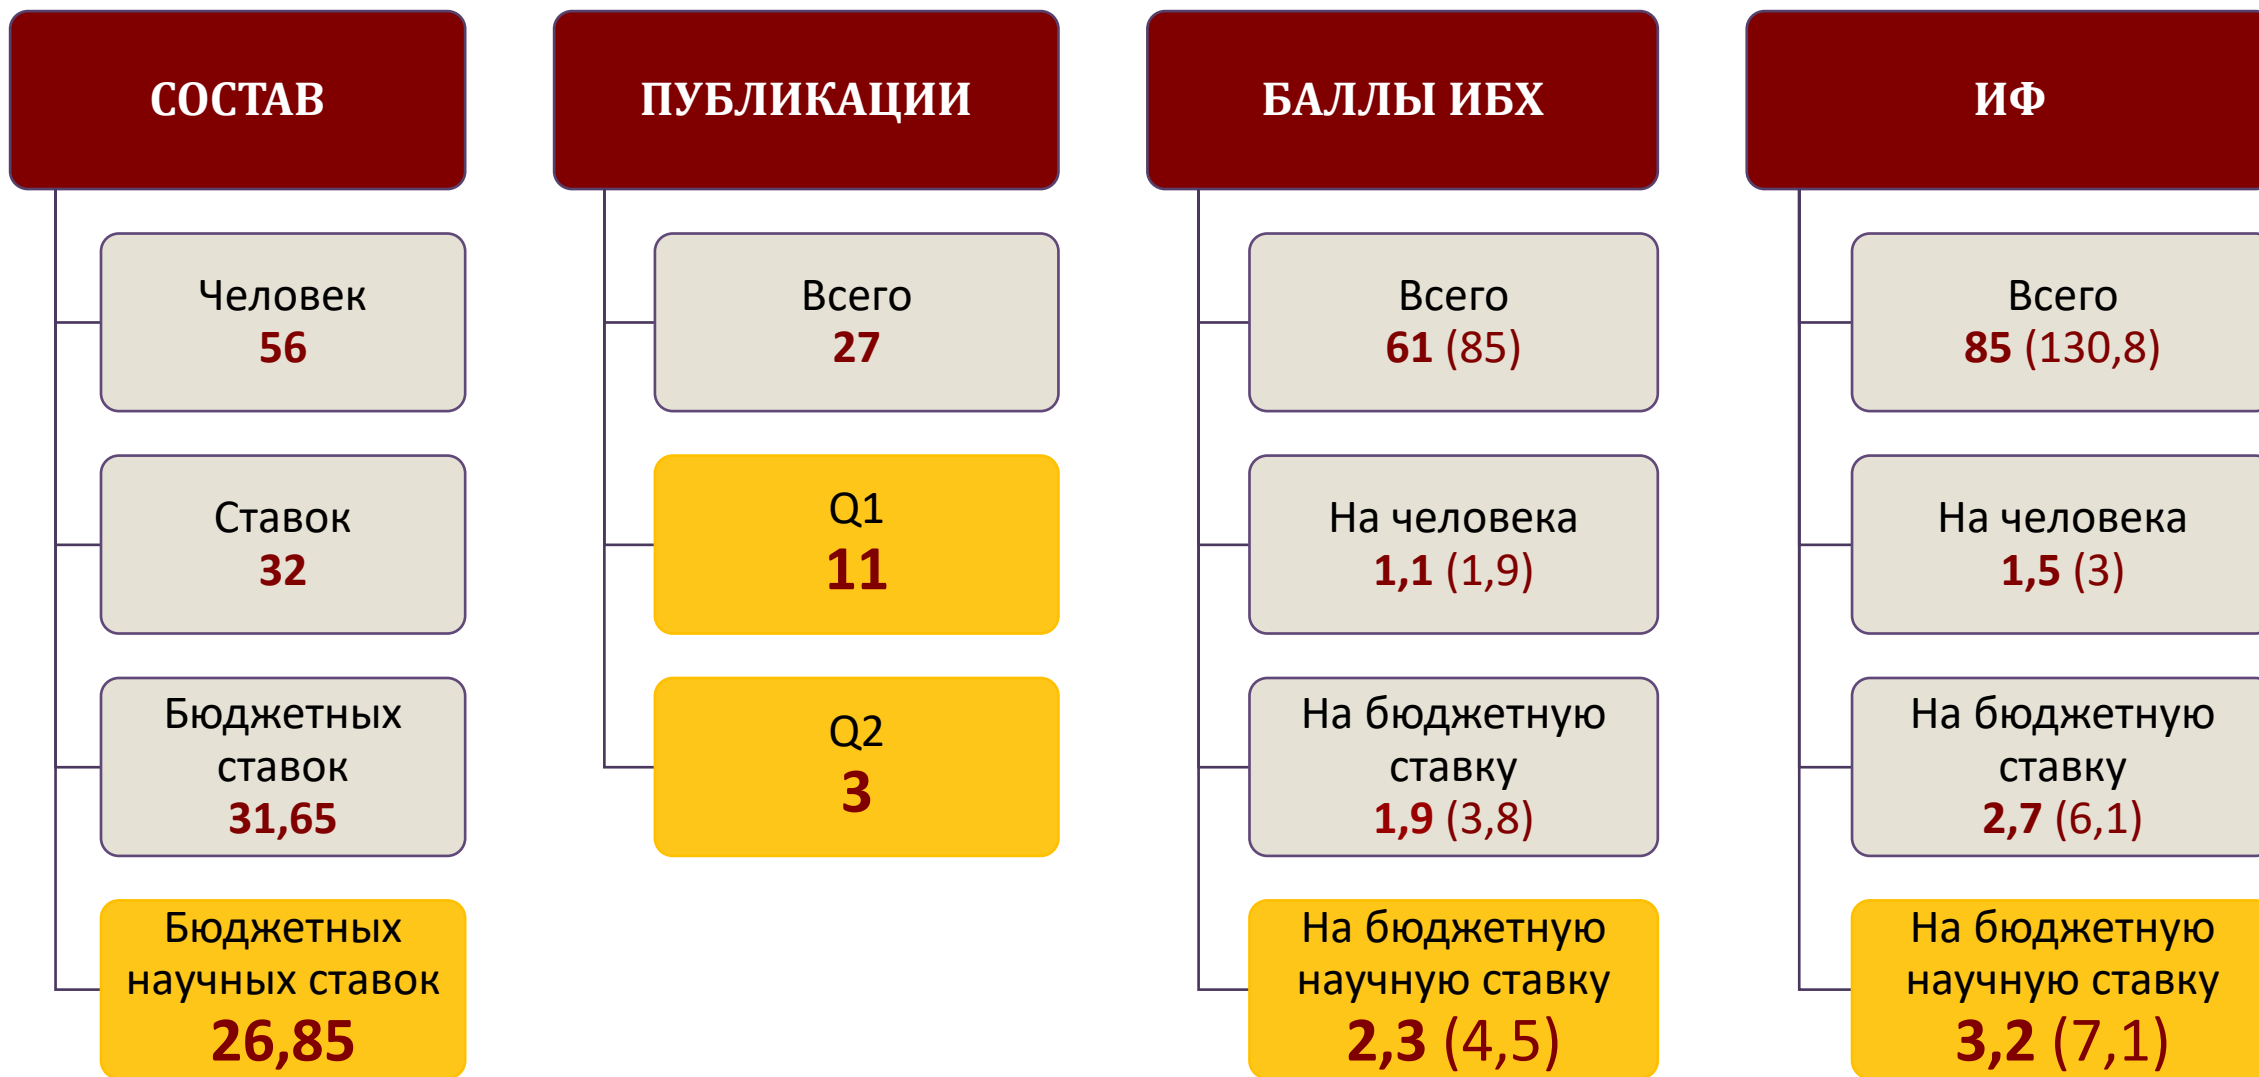 СОСТАВ
Человек
56
Ставок
32
Бюджетных
ставок
31,65
Бюджетных
научных ставок
26,85
ПУБЛИКАЦИИ
Всего
27
Q1
11
Q2
3
БАЛЛЫ ИБХ
Всего
61 (85)
На человека
1,1 (1,9)
На бюджетную
ставку
1,9 (3,8)
На бюджетную
научную ставку
2,3 (4,5)
ИФ
Всего
85 (130,8)
На человека
1,5 (3)
На бюджетную
ставку
2,7 (6,1)
На бюджетную
научную ставку
3,2 (7,1)